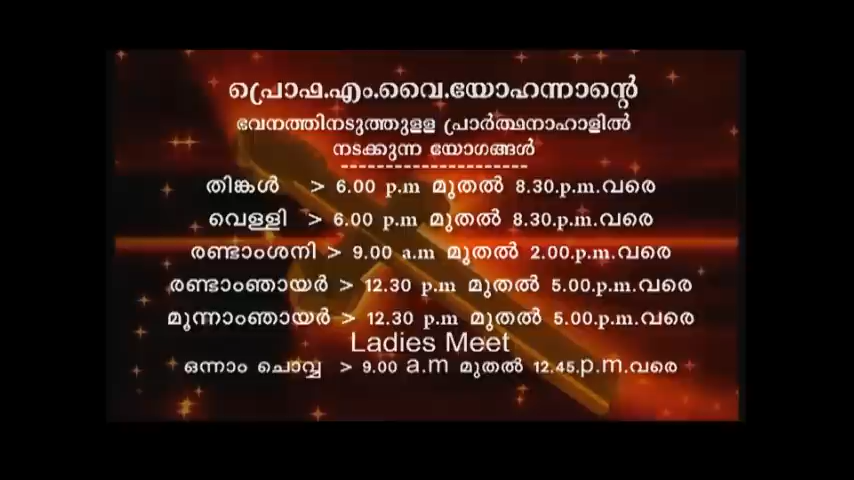 പ്രൊഫ.എം.വൈ.യോഹന്നാന്റെ
ഭവനത്തിനടുത്തുളള പ്രാർത്ഥനാഹാളിൽ
നടക്കുന്ന യോഗങ്ങൾ
---------------------
തിങ്കൾ > 6.00 p.m മുതൽ 8.30.p.m.വരെ
വെള്ളി > 6.00 p.m മുതൽ 8.30.p.m.വരെ
രണ്ടാംശനി > 9.00 a.m മുതൽ 2.00.p.m.വരെ
രണ്ടാംഞായർ > 12.30 p.m മുതൽ 5.00.p.m.വരെ
മൂന്നാംഞായർ > 12.30 p.m മുതൽ 5.00.p.m.വരെ
Ladies Meet
ഒന്നാം ചൊവ്വ > 9.00 a.m മുതൽ 12.45.p.m.വരെ